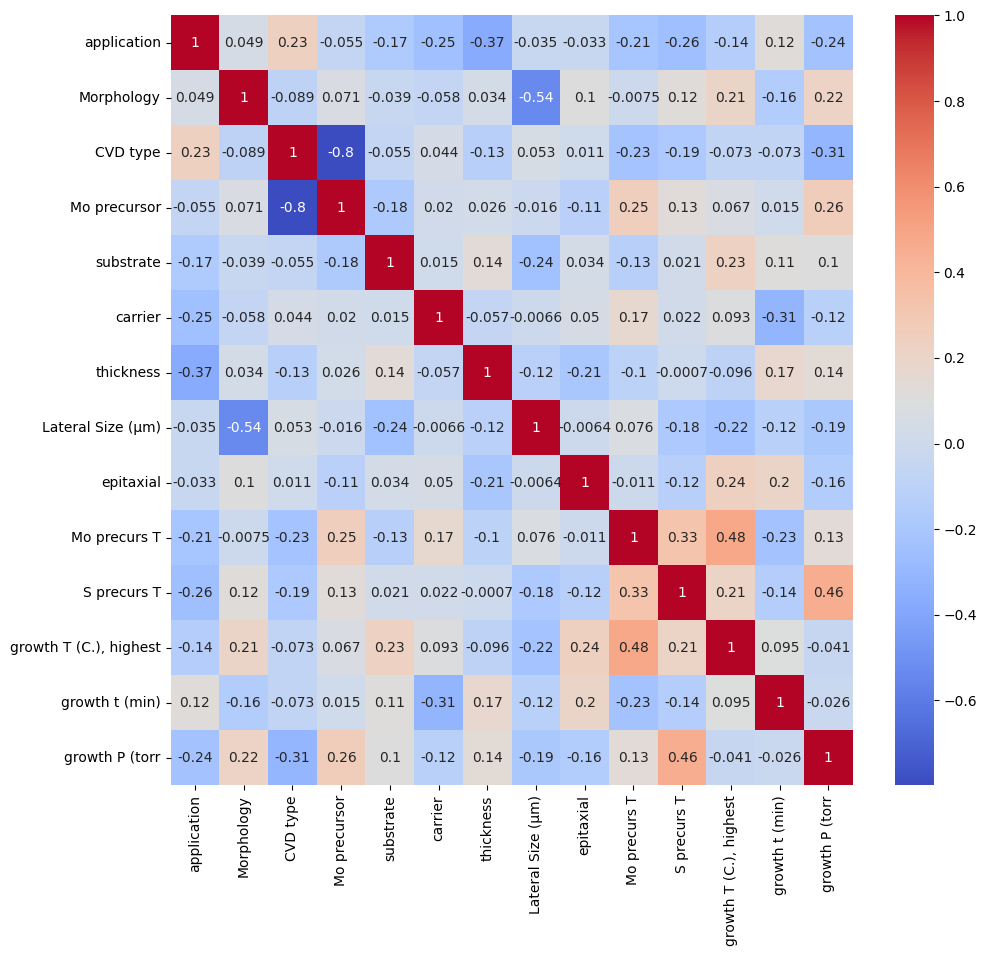 application 1 0.049 0.23 -0.055 -0.17 -0.25 -0.37 -0.035 -0.033 -0.21 -0.26 -0.14 0.12 -0.24
Morphology 0.049 1 -0.089 0.071 -0.039 -0.058 0.034 -0.54 0.1 -0.0075 0.12 0.21 -0.16 0.22
CVD type 0.23 -0.089 1 -0.8 -0.055 0.044 -0.13 0.053 0.011 -0.23 -0.19 -0.073 -0.073 -0.31
Mo precursor -0.055 0.071 -0.8 1 -0.18 0.02 0.026 -0.016 -0.11 0.25 0.13 0.067 0.015 0.26
substrate -0.17 -0.039 -0.055 -0.18 1 0.015 0.14 -0.24 0.034 -0.13 0.021 0.23 0.11 0.1
carrier -0.25 -0.058 0.044 0.02 0.015 1 -0.057 -0.0066 0.05 0.17 0.022 0.093 -0.31 -0.12
thickness -0.37 0.034 -0.13 0.026 0.14 -0.057 1 -0.12 -0.21 -0.1 -0.0007 -0.096 0.17 0.14
Lateral Size (μm) -0.035 -0.54 0.053 -0.016 -0.24 -0.0066 -0.12 1 -0.0064 0.076 -0.18 -0.22 -0.12 -0.19
epitaxial -0.033 0.1 0.011 -0.11 0.034 0.05 -0.21 -0.0064 1 -0.011 -0.12 0.24 0.2 -0.16
Mo precurs T -0.21 -0.0075 -0.23 0.25 -0.13 0.17 -0.1 0.076 -0.011 1 0.33 0.48 -0.23 0.13
S precurs T -0.26 0.12 -0.19 0.13 0.021 0.022 -0.0007 -0.18 -0.12 0.33 1 0.21 -0.14 0.46
growth T (C.), highest -0.14 0.21 -0.073 0.067 0.23 0.093 -0.096 -0.22 0.24 0.48 0.21 1 0.095 -0.041
growth t (min) 0.12 -0.16 -0.073 0.015 0.11 -0.31 0.17 -0.12 0.2 -0.23 -0.14 0.095 1 -0.026
growth P (torr -0.24 0.22 -0.31 0.26 0.1 -0.12 0.14 -0.19 -0.16 0.13 0.46 -0.041 -0.026 1
application
Morphology
CVD type
Mo precursor
substrate
carrier
thickness
Lateral Size (μm)
epitaxial
Mo precurs T
S precurs T
growth T (C.), highest
growth t (min)
growth P (torr
1.0
0.8
0.6
0.4
0.2
0.0
-0.2
-0.4
-0.6